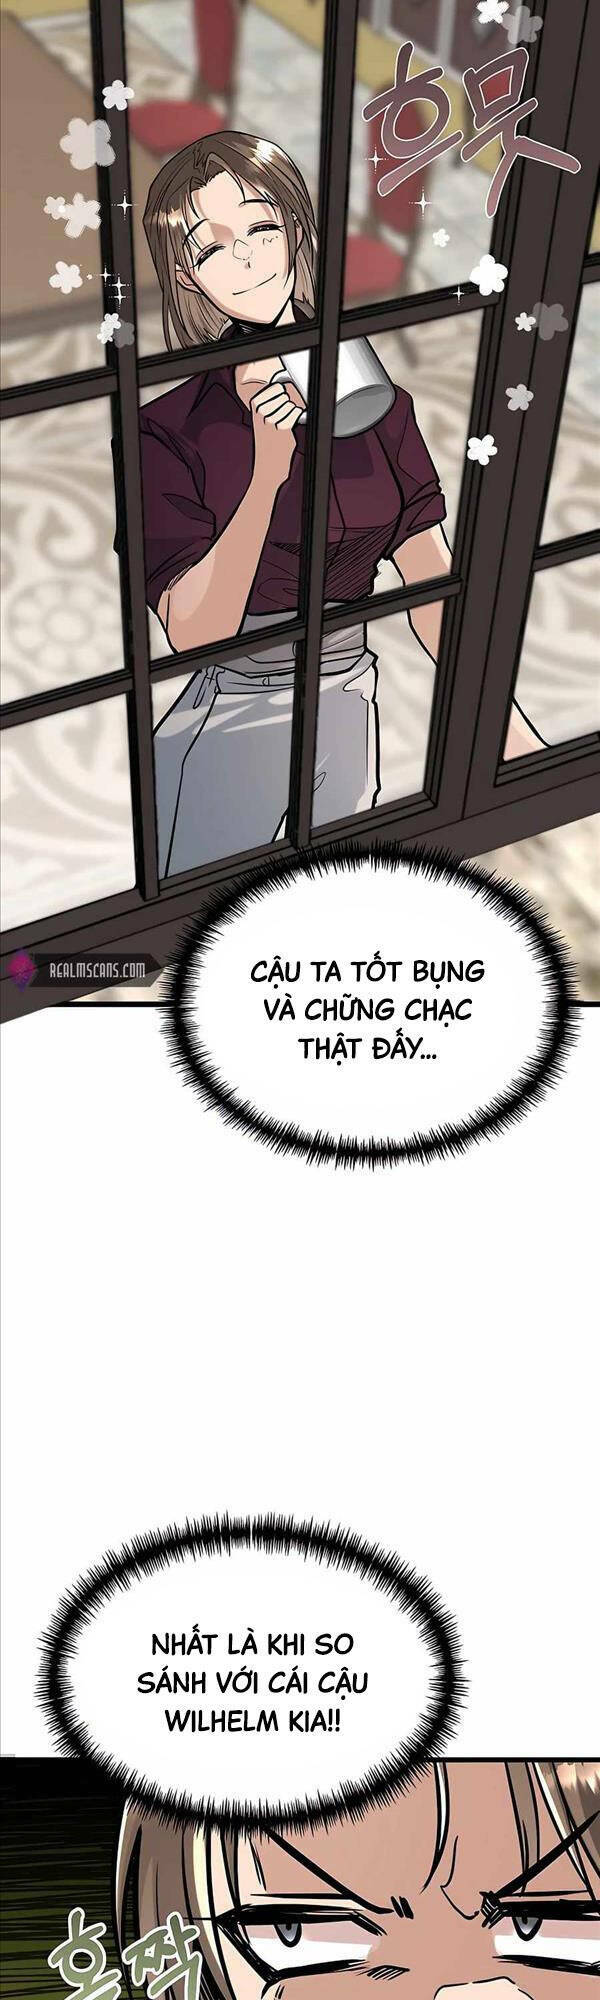 흐뭇
REALMSCANS.COM
CẬU TA TỐT BỤNG
VÀ CHỮNG CHẠC
THẬT ĐẤY...
NHẤT LÀ KHI SO
SÁNH VỚI CÁI CẬU
WILHELM KIA!!
홀짝